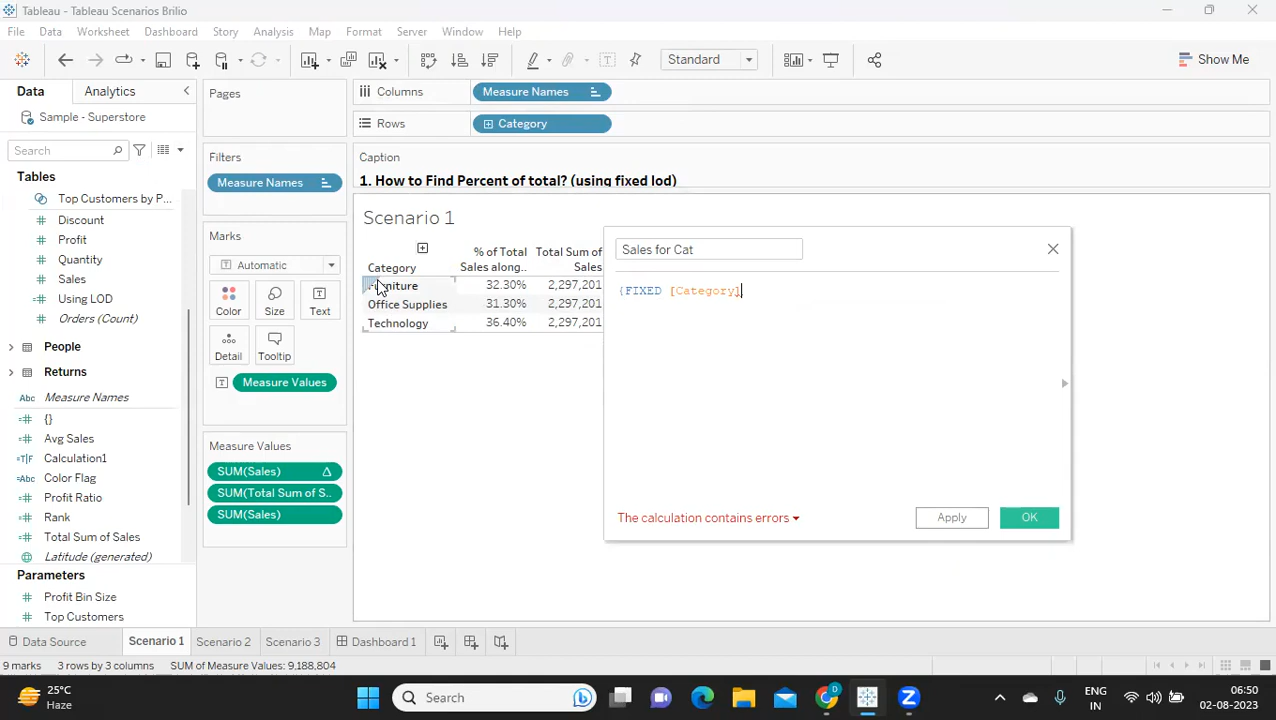 Tableau - Tableau Scenarios Brilio
File Data Worksheet Dashboard Story Analysis Map Format Server Window Help
Standard
Show Me
Data Analytics
Sample - Superstore
Search
Tables
Top Customers by P...
Discount
Profit
Quantity
Sales
Using LOD
Orders (Count)
People
Returns
Abc Measure Names
{}
Avg Sales
Calculation1
Abc Color Flag
Profit Ratio
Rank
Total Sum of Sales
Latitude (generated)
Parameters
Profit Bin Size
Top Customers
Pages
Filters
Measure Names
Marks
Automatic
Color Size Text
Detail Tooltip
Measure Values
Measure Values
SUM(Sales)
SUM(Total Sum of S..
SUM(Sales)
Columns Measure Names
Rows Category
Caption
1. How to Find Percent of total? (using fixed lod)
Scenario 1
% of Total Total Sum of
Category Sales along.. Sales
Furniture 32.30% 2,297,201
Office Supplies 31.30% 2,297,201
Technology 36.40% 2,297,201
Sales for Cat
{FIXED [Category]
The calculation contains errors
Apply OK
Data Source Scenario 1 Scenario 2 Scenario 3 Dashboard 1
9 marks 3 rows by 3 columns SUM of Measure Values: 9,188,804
25°C
Haze
Search
ENG
IN
06:50
02-08-2023